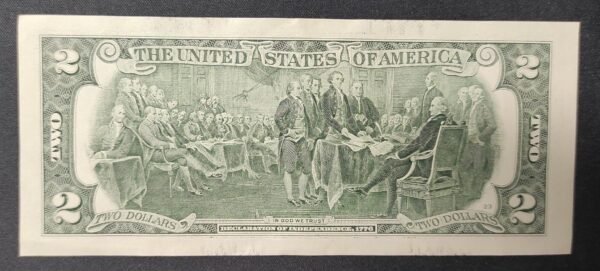 2 THE UNITED STATES OF AMERICA 2
TWO TWO
23
2 TWO DOLLARS IN GOD WE TRUST TWO DOLLARS 2
DECLARATION OF INDEPENDENCE, 1776